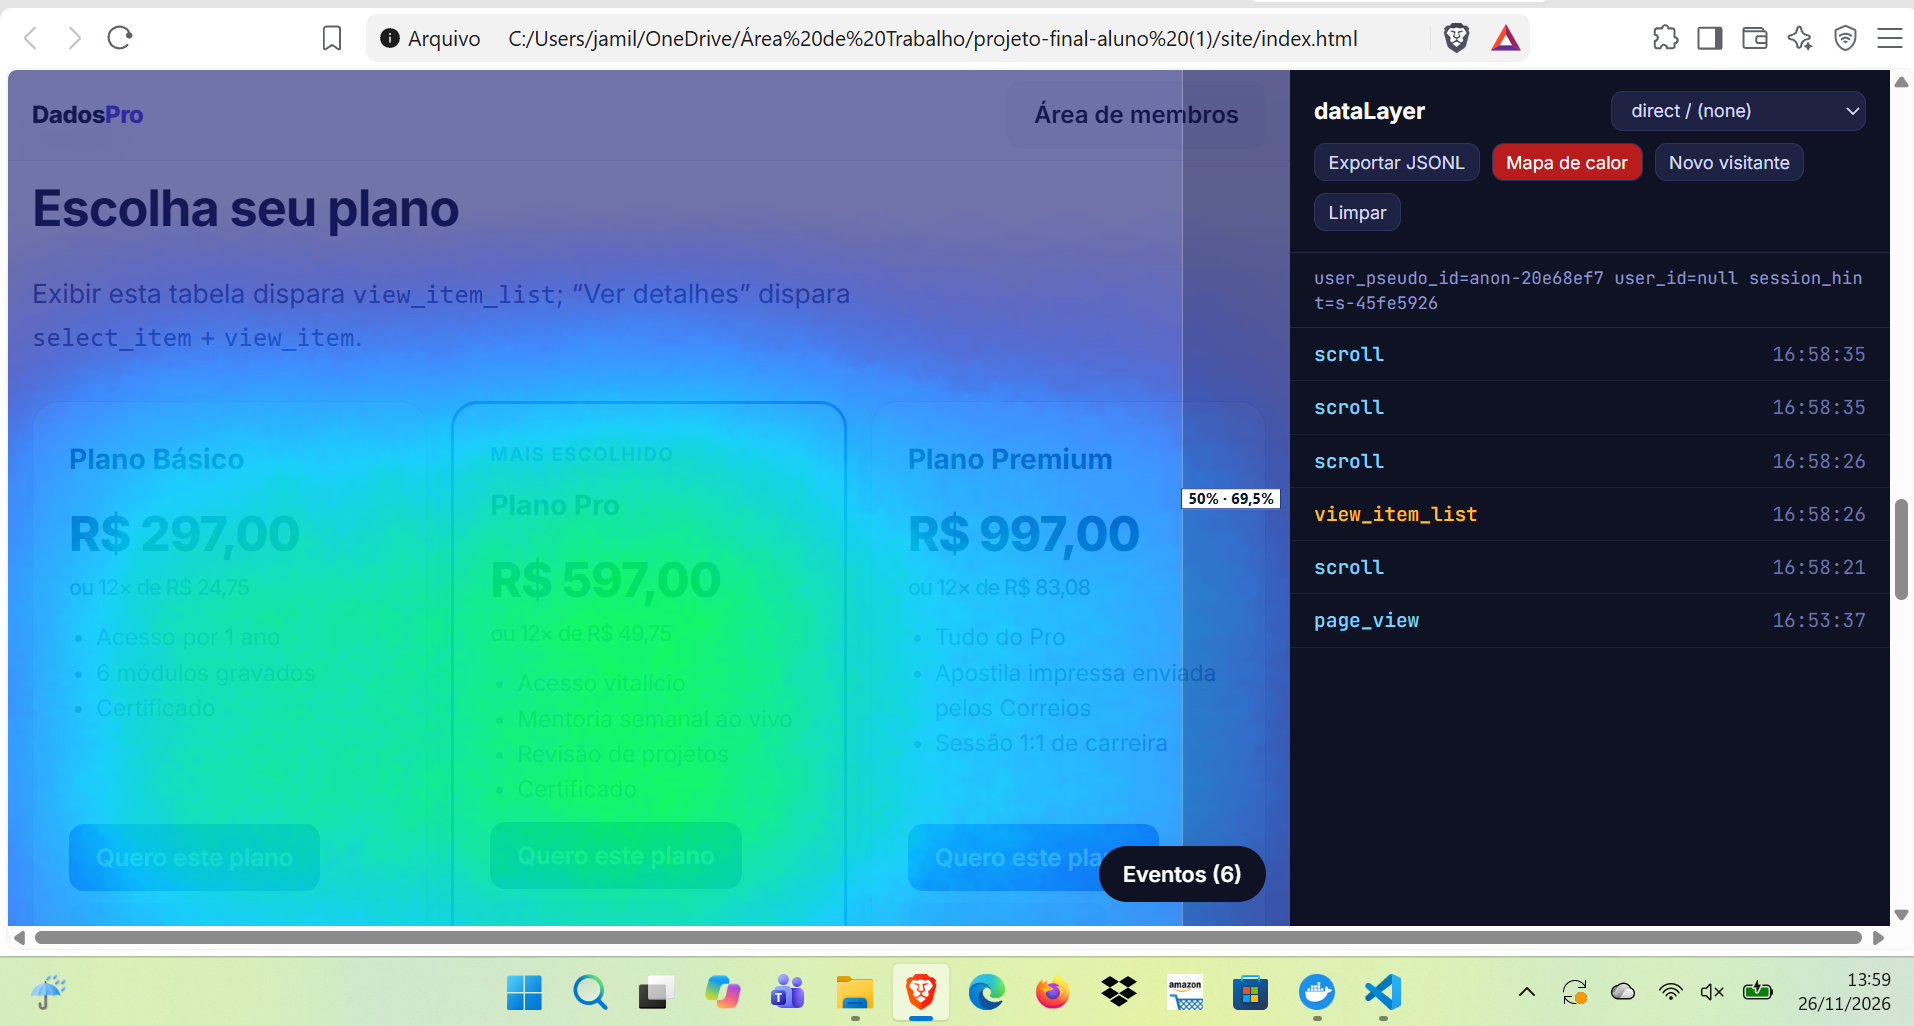 Arquivo C:/Users/jamil/OneDrive/Área%20de%20Trabalho/projeto-final-aluno%20(1)/site/index.html
DadosPro
Área de membros
Escolha seu plano
Exibir esta tabela dispara view_item_list; “Ver detalhes” dispara
select_item + view_item.
Plano Básico
R$ 297,00
ou 12× de R$ 24,75
• Acesso por 1 ano
• 6 módulos gravados
• Certificado
Quero este plano
MAIS ESCOLHIDO
Plano Pro
R$ 597,00
ou 12× de R$ 49,75
• Acesso vitalício
• Mentoria semanal ao vivo
• Revisão de projetos
• Certificado
Quero este plano
Plano Premium
R$ 997,00
ou 12× de R$ 83,08
• Tudo do Pro
• Apostila impressa enviada
pelos Correios
• Sessão 1:1 de carreira
Quero este pla
50% · 69,5%
Eventos (6)
dataLayer
direct / (none)
Exportar JSONL
Mapa de calor
Novo visitante
Limpar
user_pseudo_id=anon-20e68ef7 user_id=null session_hin
t=s-45fe5926
scroll 16:58:35
scroll 16:58:35
scroll 16:58:26
view_item_list 16:58:26
scroll 16:58:21
page_view 16:53:37
amazon
13:59
26/11/2026